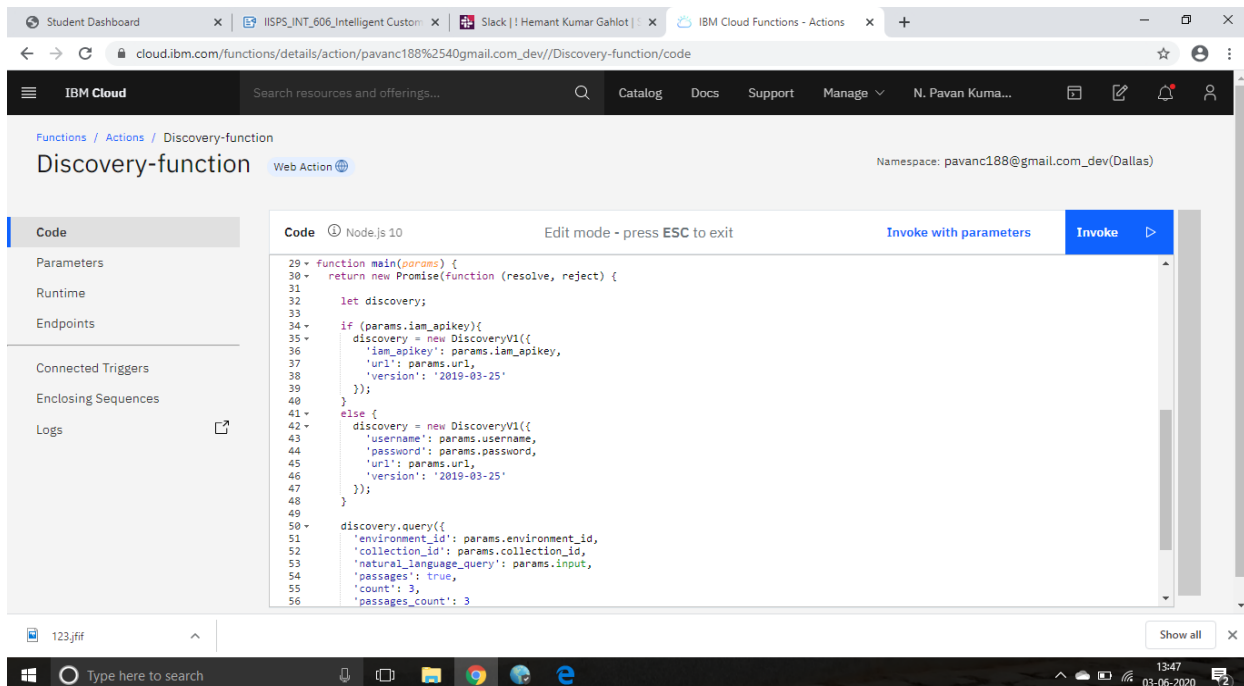 Student Dashboard
IISPS_INT_606_Intelligent Custom
Slack | ! Hemant Kumar Gahlot |
IBM Cloud Functions - Actions
cloud.ibm.com/functions/details/action/pavanc188%2540gmail.com_dev//Discovery-function/code
IBM Cloud
Search resources and offerings...
Catalog
Docs
Support
Manage
N. Pavan Kuma...
Functions / Actions / Discovery-function
Discovery-function
Web Action
Namespace: pavanc188@gmail.com_dev(Dallas)
Code
Parameters
Runtime
Endpoints
Connected Triggers
Enclosing Sequences
Logs
Code Node.js 10
Edit mode - press ESC to exit
Invoke with parameters
Invoke
29 function main(params) {
30 return new Promise(function (resolve, reject) {
31
32 let discovery;
33
34 if (params.iam_apikey){
35 discovery = new DiscoveryV1({
36 'iam_apikey': params.iam_apikey,
37 'url': params.url,
38 'version': '2019-03-25'
39 });
40 }
41 else {
42 discovery = new DiscoveryV1({
43 'username': params.username,
44 'password': params.password,
45 'url': params.url,
46 'version': '2019-03-25'
47 });
48 }
49
50 discovery.query({
51 'environment_id': params.environment_id,
52 'collection_id': params.collection_id,
53 'natural_language_query': params.input,
54 'passages': true,
55 'count': 3,
56 'passages_count': 3
123.jfif
Show all
Type here to search
13:47
03-06-2020
2